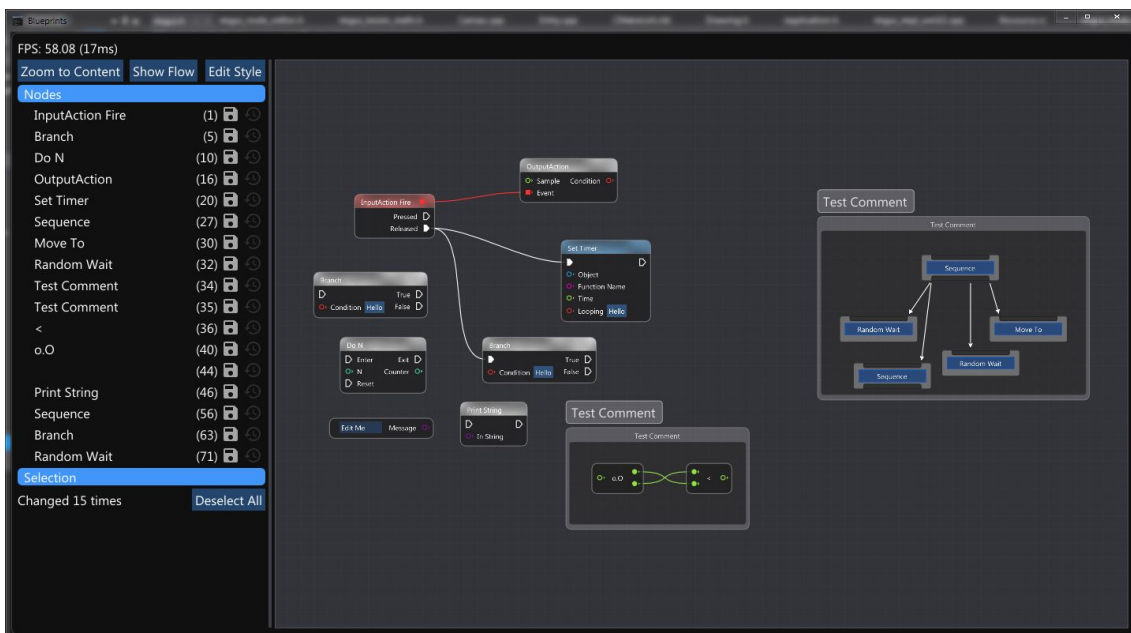 Blueprints
FPS: 58.08 (17ms)
Zoom to Content Show Flow Edit Style
Nodes
InputAction Fire (1)
Branch (5)
Do N (10)
OutputAction (16)
Set Timer (20)
Sequence (27)
Move To (30)
Random Wait (32)
Test Comment (34)
Test Comment (35)
< (36)
o.O (40)
(44)
Print String (46)
Sequence (56)
Branch (63)
Random Wait (71)
Selection
Changed 15 times Deselect All
OutputAction
Sample Condition
Event
InputAction Fire
Pressed
Released
Set Timer
Object
Function Name
Time
Looping Hello
Branch
True
Condition Hello False
Do N
Enter Exit
N Counter
Reset
Branch
True
Condition Hello False
Edit Me Message
Print String
In String
Test Comment
Test Comment
o.O <
Test Comment
Test Comment
Sequence
Random Wait Move To
Random Wait
Sequence